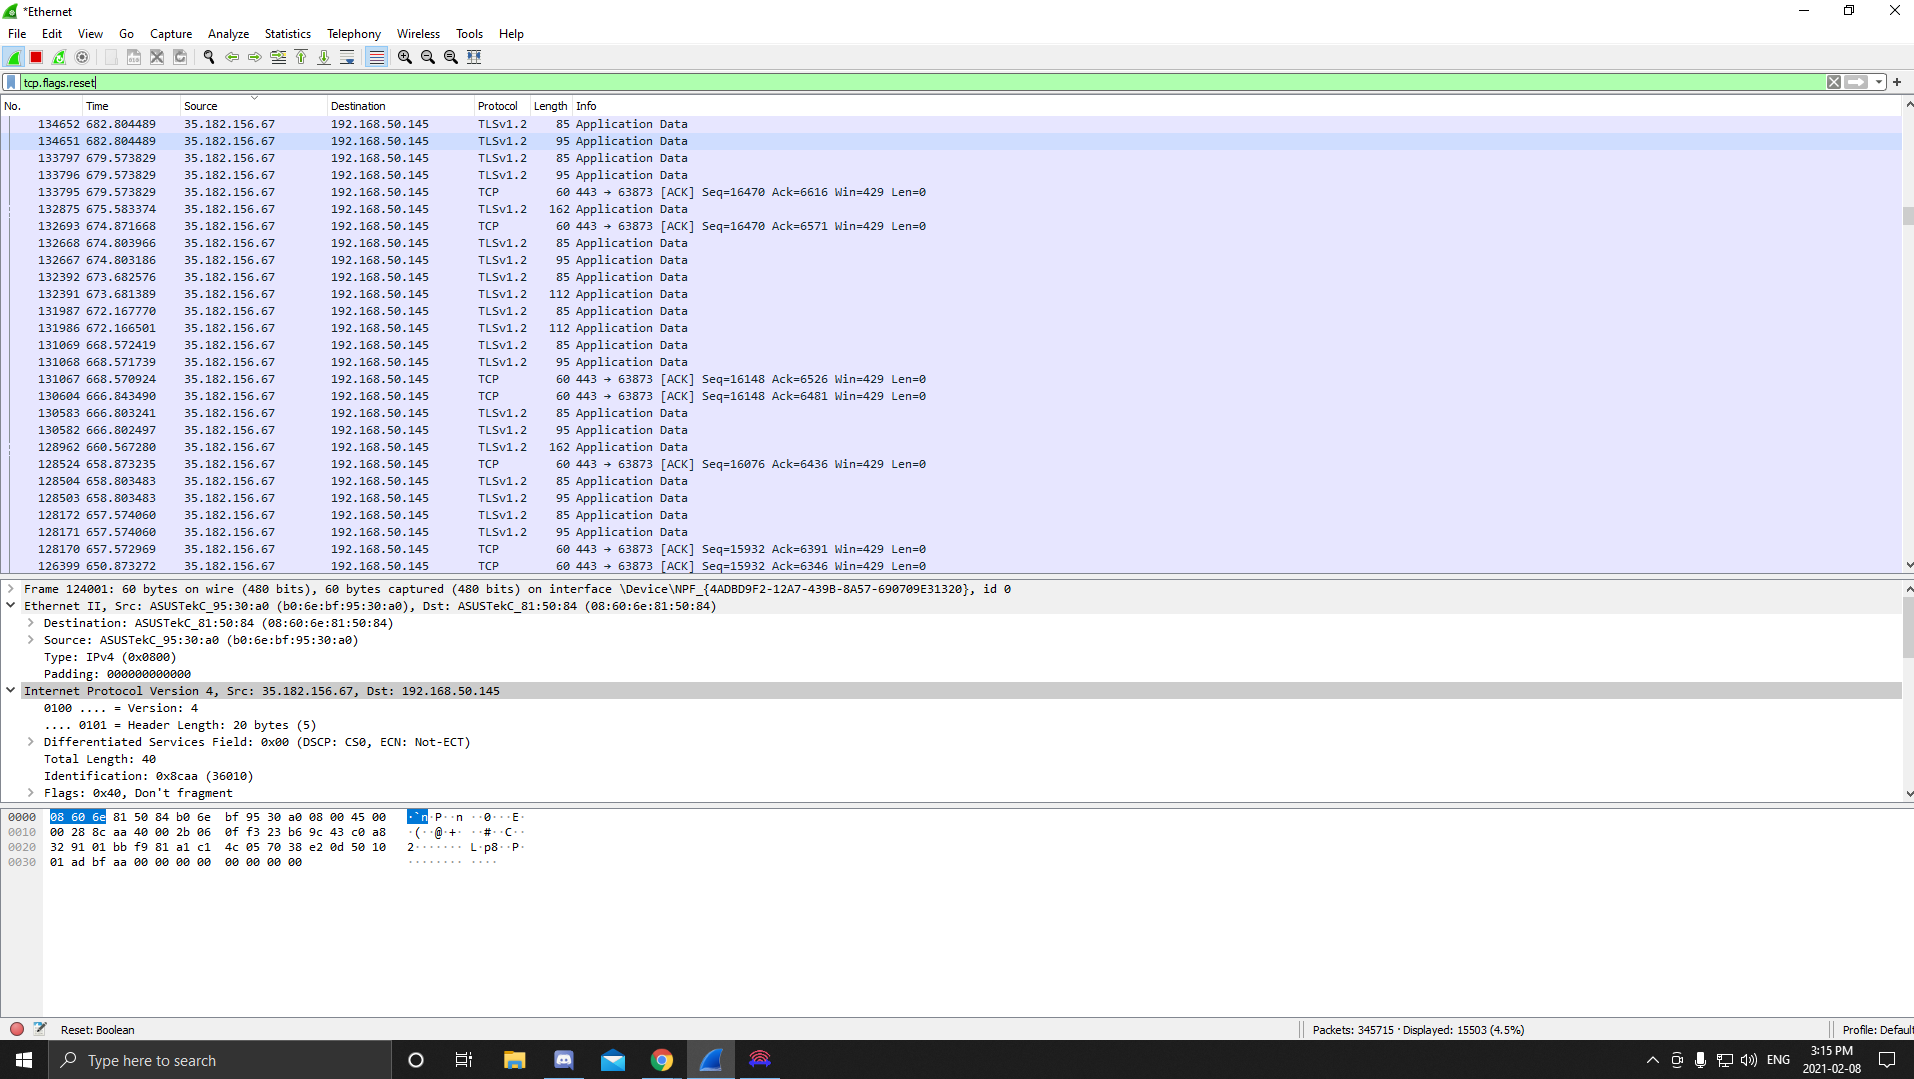 *Ethernet
File Edit View Go Capture Analyze Statistics Telephony Wireless Tools Help
tcp.flags.reset
No. Time Source Destination Protocol Length Info
134652 682.804489 35.182.156.67 192.168.50.145 TLSv1.2 85 Application Data
134651 682.804489 35.182.156.67 192.168.50.145 TLSv1.2 95 Application Data
133797 679.573829 35.182.156.67 192.168.50.145 TLSv1.2 85 Application Data
133796 679.573829 35.182.156.67 192.168.50.145 TLSv1.2 95 Application Data
133795 679.573829 35.182.156.67 192.168.50.145 TCP 60 443 → 63873 [ACK] Seq=16470 Ack=6616 Win=429 Len=0
132875 675.583374 35.182.156.67 192.168.50.145 TLSv1.2 162 Application Data
132693 674.871668 35.182.156.67 192.168.50.145 TCP 60 443 → 63873 [ACK] Seq=16470 Ack=6571 Win=429 Len=0
132668 674.803966 35.182.156.67 192.168.50.145 TLSv1.2 85 Application Data
132667 674.803186 35.182.156.67 192.168.50.145 TLSv1.2 95 Application Data
132392 673.682576 35.182.156.67 192.168.50.145 TLSv1.2 85 Application Data
132391 673.681389 35.182.156.67 192.168.50.145 TLSv1.2 112 Application Data
131987 672.167770 35.182.156.67 192.168.50.145 TLSv1.2 85 Application Data
131986 672.166501 35.182.156.67 192.168.50.145 TLSv1.2 112 Application Data
131069 668.572419 35.182.156.67 192.168.50.145 TLSv1.2 85 Application Data
131068 668.571739 35.182.156.67 192.168.50.145 TLSv1.2 95 Application Data
131067 668.570924 35.182.156.67 192.168.50.145 TCP 60 443 → 63873 [ACK] Seq=16148 Ack=6526 Win=429 Len=0
130604 666.843490 35.182.156.67 192.168.50.145 TCP 60 443 → 63873 [ACK] Seq=16148 Ack=6481 Win=429 Len=0
130583 666.803241 35.182.156.67 192.168.50.145 TLSv1.2 85 Application Data
130582 666.802497 35.182.156.67 192.168.50.145 TLSv1.2 95 Application Data
128962 660.567280 35.182.156.67 192.168.50.145 TLSv1.2 162 Application Data
128524 658.873235 35.182.156.67 192.168.50.145 TCP 60 443 → 63873 [ACK] Seq=16076 Ack=6436 Win=429 Len=0
128504 658.803483 35.182.156.67 192.168.50.145 TLSv1.2 85 Application Data
128503 658.803483 35.182.156.67 192.168.50.145 TLSv1.2 95 Application Data
128172 657.574060 35.182.156.67 192.168.50.145 TLSv1.2 85 Application Data
128171 657.574060 35.182.156.67 192.168.50.145 TLSv1.2 95 Application Data
128170 657.572969 35.182.156.67 192.168.50.145 TCP 60 443 → 63873 [ACK] Seq=15932 Ack=6391 Win=429 Len=0
126399 650.873272 35.182.156.67 192.168.50.145 TCP 60 443 → 63873 [ACK] Seq=15932 Ack=6346 Win=429 Len=0
Frame 124001: 60 bytes on wire (480 bits), 60 bytes captured (480 bits) on interface \Device\NPF_{4ADBD9F2-12A7-439B-8A57-690709E31320}, id 0
Ethernet II, Src: ASUSTekC_95:30:a0 (b0:6e:bf:95:30:a0), Dst: ASUSTekC_81:50:84 (08:60:6e:81:50:84)
Destination: ASUSTekC_81:50:84 (08:60:6e:81:50:84)
Source: ASUSTekC_95:30:a0 (b0:6e:bf:95:30:a0)
Type: IPv4 (0x0800)
Padding: 000000000000
Internet Protocol Version 4, Src: 35.182.156.67, Dst: 192.168.50.145
0100 .... = Version: 4
.... 0101 = Header Length: 20 bytes (5)
Differentiated Services Field: 0x00 (DSCP: CS0, ECN: Not-ECT)
Total Length: 40
Identification: 0x8caa (36010)
Flags: 0x40, Don't fragment
0000 08 60 6e 81 50 84 b0 6e bf 95 30 a0 08 00 45 00 ·`n·P··n ··0···E·
0010 00 28 8c aa 40 00 2b 06 0f f3 23 b6 9c 43 c0 a8 ·(··@·+· ··#··C··
0020 32 91 01 bb f9 81 a1 c1 4c 05 70 38 e2 0d 50 10 2······· L·p8··P·
0030 01 ad bf aa 00 00 00 00 00 00 00 00 ········ ····
Reset: Boolean
Packets: 345715 · Displayed: 15503 (4.5%)
Profile: Defaul
Type here to search
ENG
3:15 PM
2021-02-08